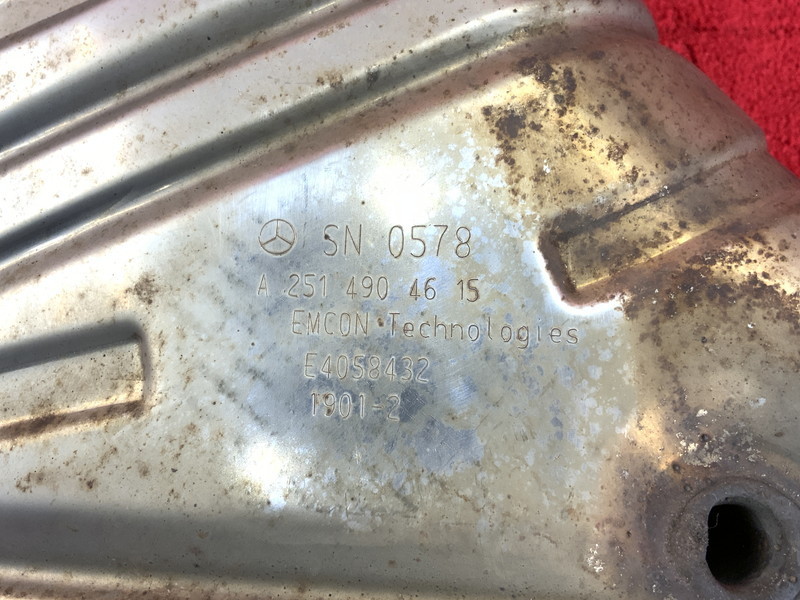 SN 0578
A 251 490 46 15
EMCON Technologies
E4058432
1901-2